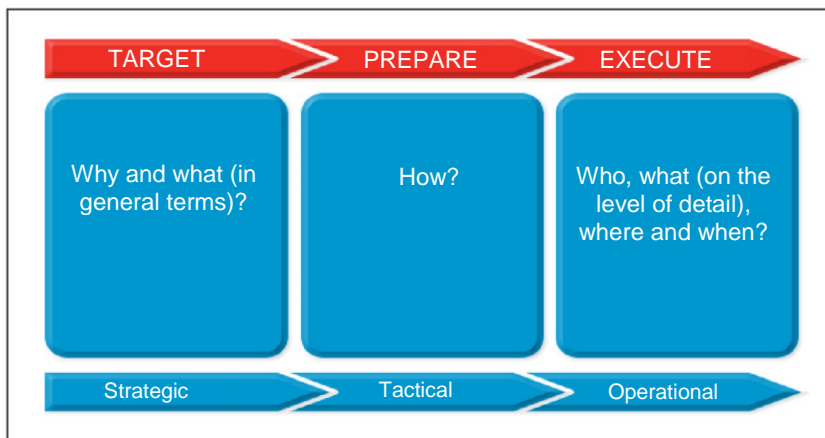 TARGET
PREPARE
EXECUTE
Why and what (in
general terms)?
How?
Who, what (on the
level of detail),
where and when?
Strategic
Tactical
Operational